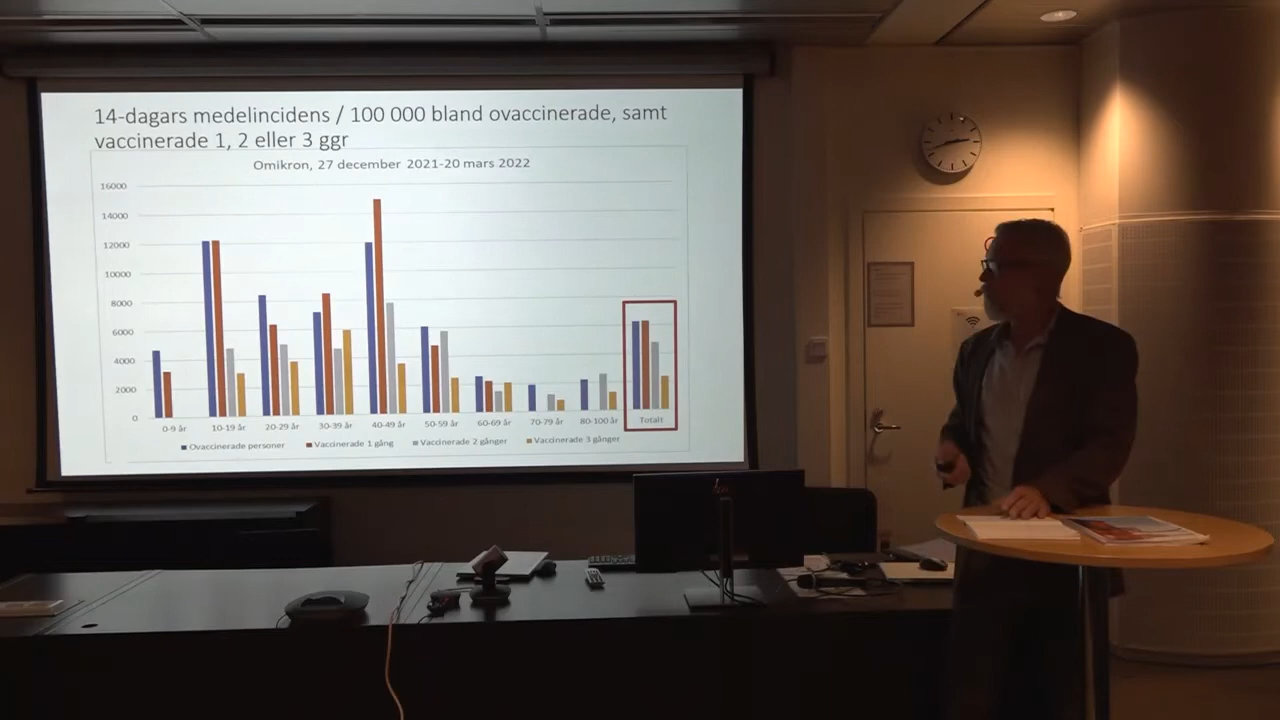 14-dagars medelincidens / 100 000 bland ovaccinerade, samt
vaccinerade 1, 2 eller 3 ggr
Omikron, 27 december 2021-20 mars 2022
16000
14000
12000
10000
8000
6000
4000
2000
0
0-9 år 10-19 år 20-29 år 30-39 år 40-49 år 50-59 år 60-69 år 70-79 år 80-100 år Totalt
Ovaccinerade personer Vaccinerade 1 gång Vaccinerade 2 gånger Vaccinerade 3 gånger